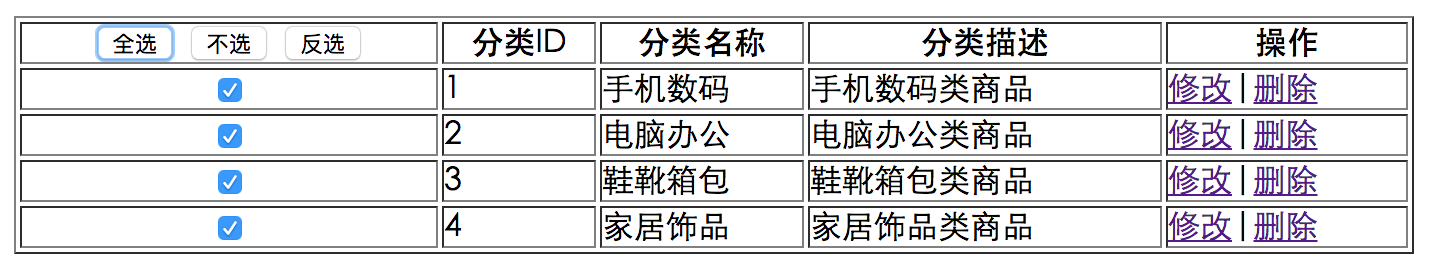 全选 不选 反选 分类ID 分类名称 分类描述 操作
1 手机数码 手机数码类商品 修改|删除
2 电脑办公 电脑办公类商品 修改|删除
3 鞋靴箱包 鞋靴箱包类商品 修改|删除
4 家居饰品 家居饰品类商品 修改|删除